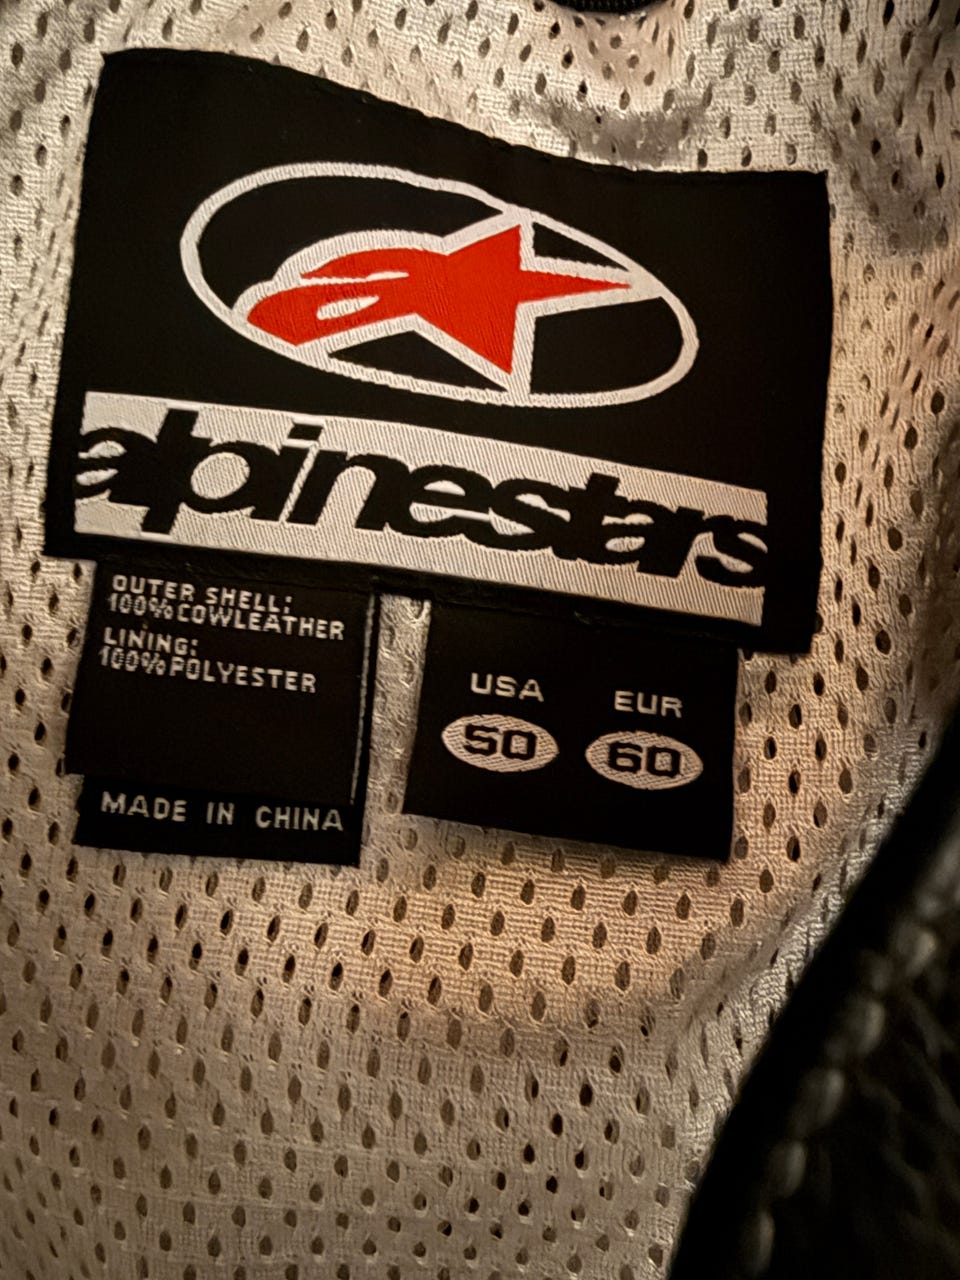 alpinestars
OUTER SHELL:
100%COWLEATHER
LINING:
100%POLYESTER
MADE IN CHINA
USA EUR
50 60